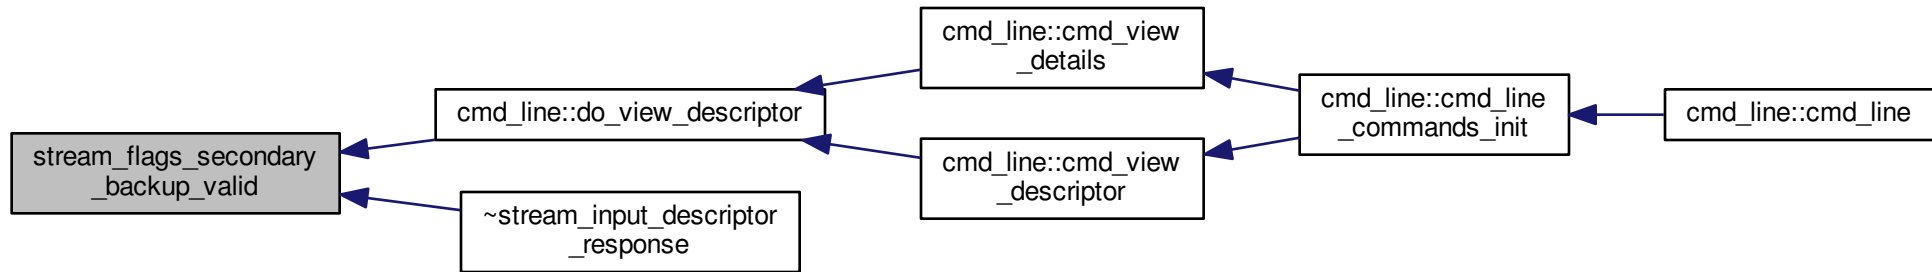 stream_flags_secondary
_backup_valid
cmd_line::do_view_descriptor
~stream_input_descriptor
_response
cmd_line::cmd_view
_details
cmd_line::cmd_view
_descriptor
cmd_line::cmd_line
_commands_init
cmd_line::cmd_line